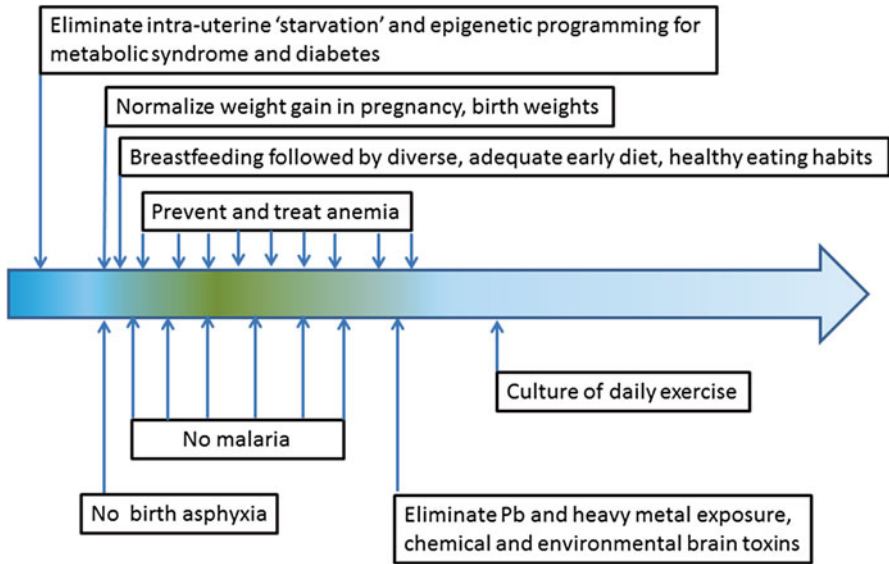 Eliminate intra-uterine ‘starvation’ and epigenetic programming for
metabolic syndrome and diabetes
Normalize weight gain in pregnancy, birth weights
Breastfeeding followed by diverse, adequate early diet, healthy eating habits
Prevent and treat anemia
Culture of daily exercise
No malaria
No birth asphyxia
Eliminate Pb and heavy metal exposure,
chemical and environmental brain toxins